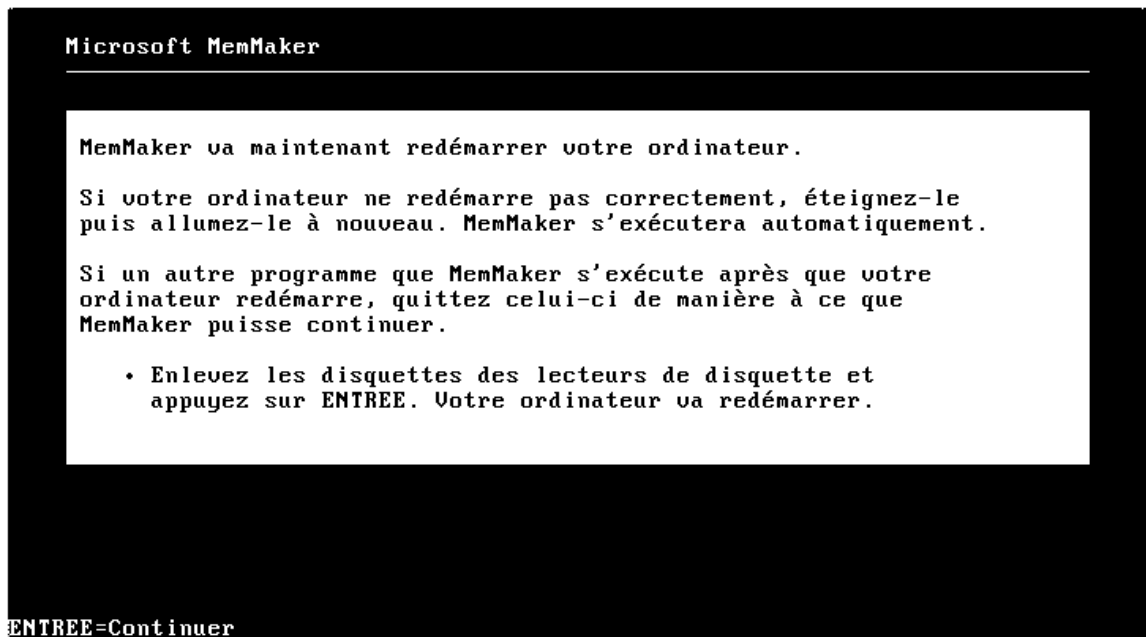 Microsoft MemMaker
MemMaker va maintenant redémarrer votre ordinateur.
Si votre ordinateur ne redémarre pas correctement, éteignez-le
puis allumez-le à nouveau. MemMaker s'exécutera automatiquement.
Si un autre programme que MemMaker s'exécute après que votre
ordinateur redémarre, quittez celui-ci de manière à ce que
MemMaker puisse continuer.
• Enlevez les disquettes des lecteurs de disquette et
appuyez sur ENTREE. Votre ordinateur va redémarrer.
ENTREE=Continuer